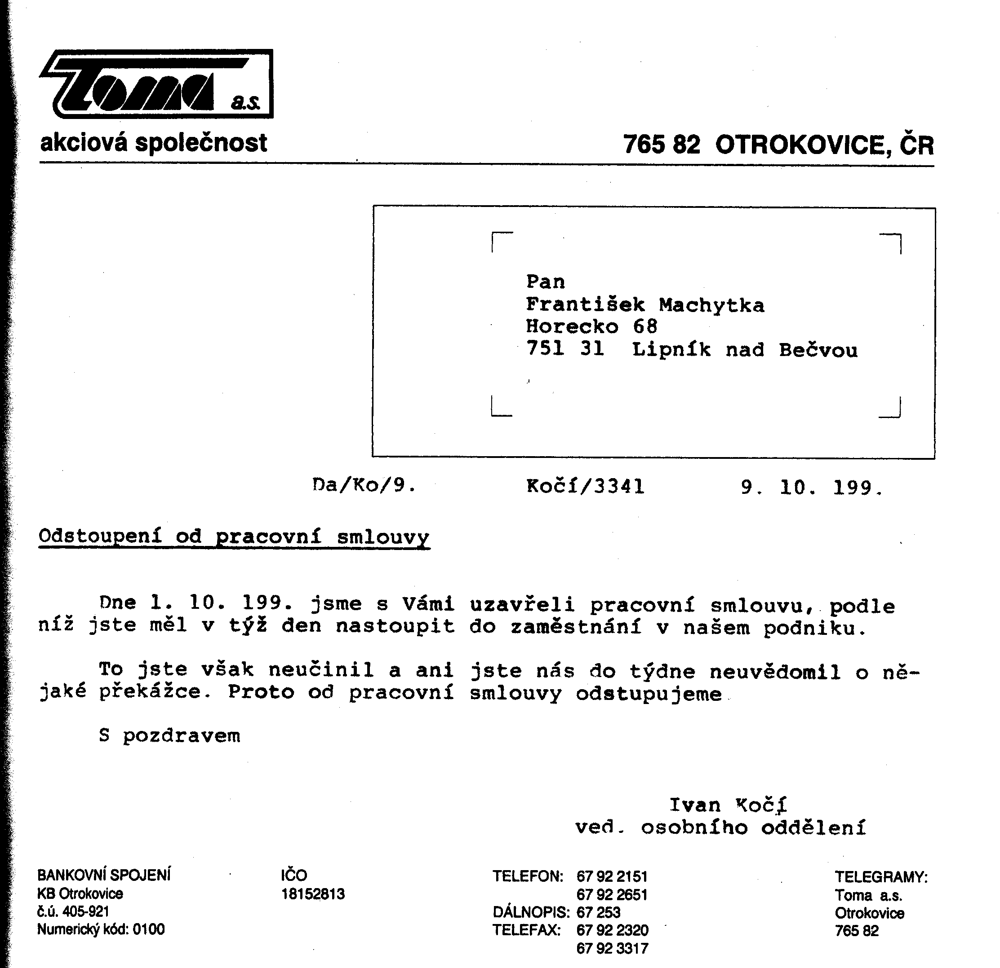 Toma a.s.
akciová společnost
765 82 OTROKOVICE, ČR
Pan
František Machytka
Horecko 68
751 31 Lipník nad Bečvou
Da/Ko/9. Kočí/3341 9. 10. 199.
Odstoupení od pracovní smlouvy
Dne 1. 10. 199. jsme s Vámi uzavřeli pracovní smlouvu, podle
níž jste měl v týž den nastoupit do zaměstnání v našem podniku.
To jste však neučinil a ani jste nás do týdne neuvědomil o ně-
jaké překážce. Proto od pracovní smlouvy odstupujeme
S pozdravem
Ivan Kočí
ved. osobního oddělení
BANKOVNÍ SPOJENÍ
KB Otrokovice
č.ú. 405-921
Numerický kód: 0100
IČO
18152813
TELEFON: 67 92 2151
67 92 2651
DÁLNOPIS: 67 253
TELEFAX: 67 92 2320
67 92 3317
TELEGRAMY:
Toma a.s.
Otrokovice
765 82